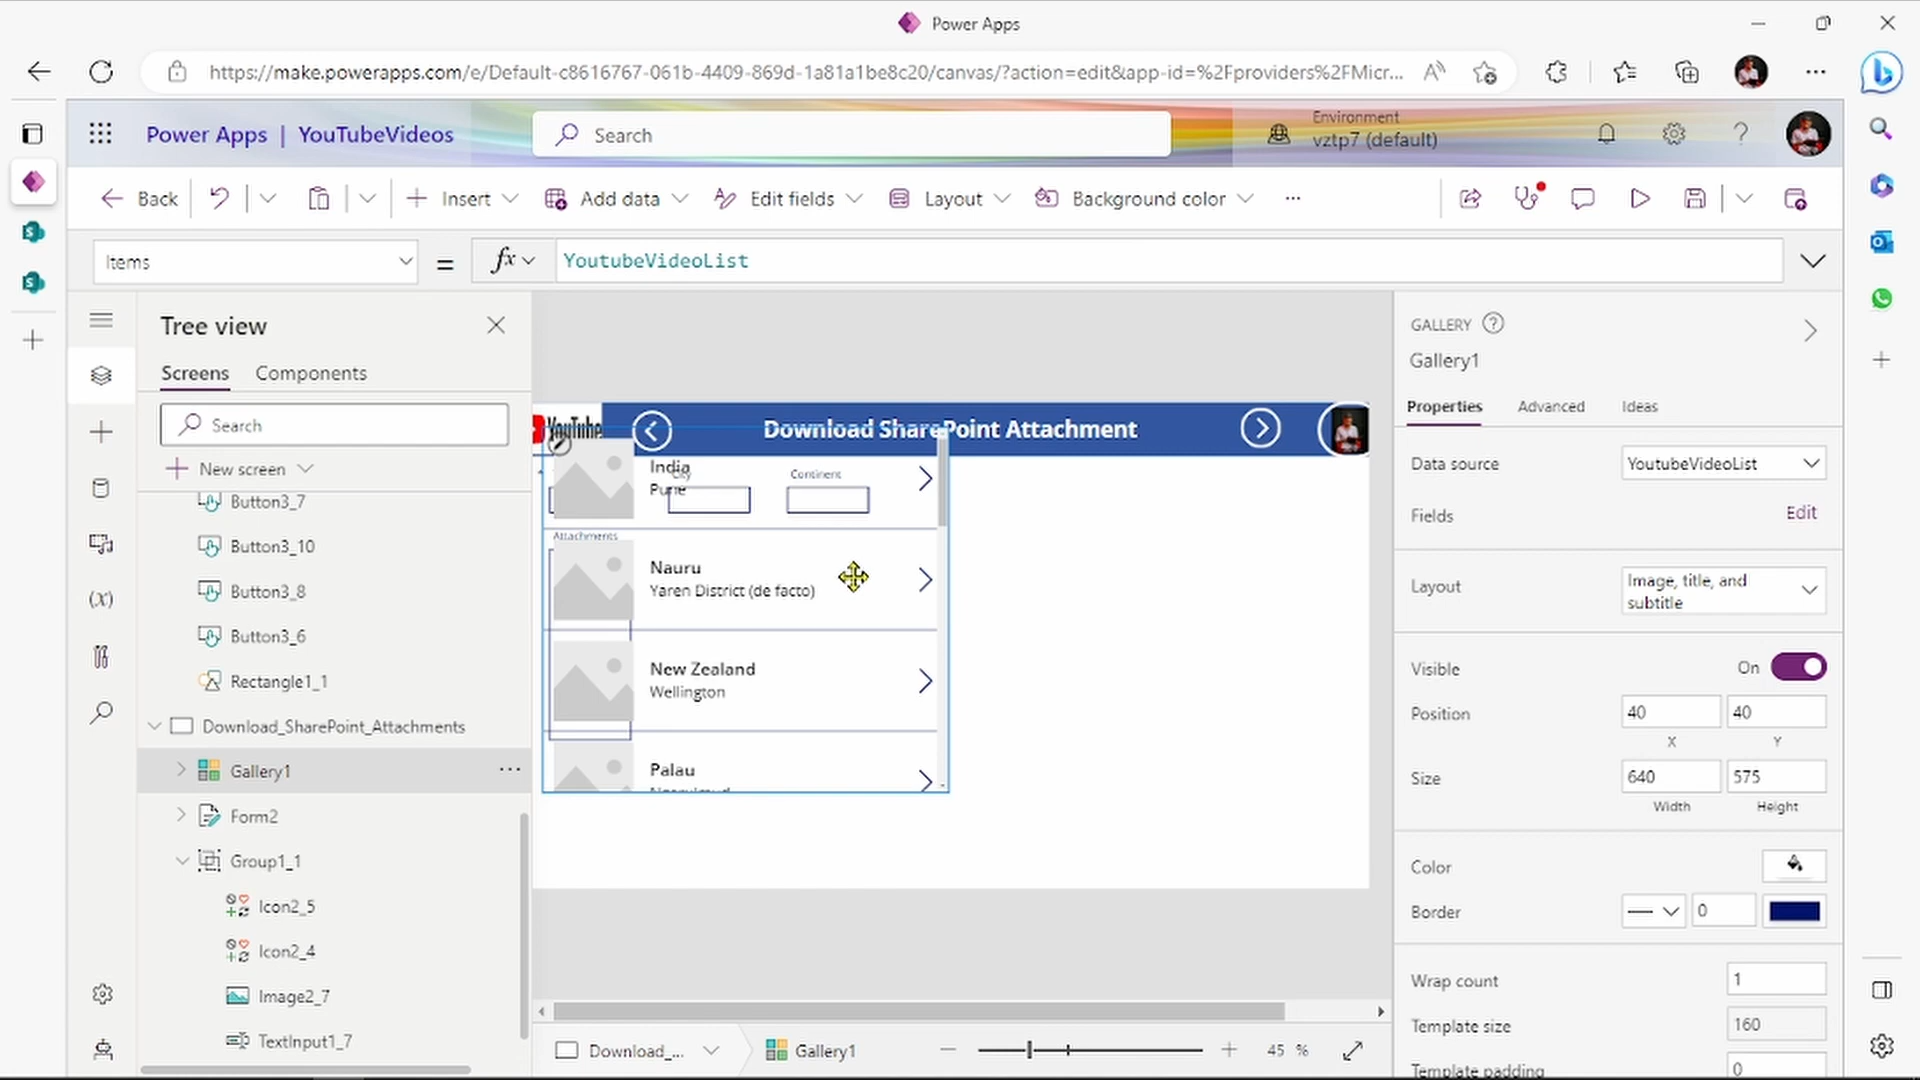 Power Apps
https://make.powerapps.com/e/Default-c8616767-061b-4409-869d-1a81a1be8c20/canvas/?action=edit&app-id=%2Fproviders%2FMicr...
Power Apps | YouTubeVideos
Search
Environment
vztp7 (default)
Back
Insert
Add data
Edit fields
Layout
Background color
Items
=
fx
YoutubeVideoList
Tree view
Screens
Components
Search
New screen
Button3_7
Button3_10
Button3_8
Button3_6
Rectangle1_1
Download_SharePoint_Attachments
Gallery1
Form2
Group1_1
Icon2_5
Icon2_4
Image2_7
TextInput1_7
YouTube
Download SharePoint Attachment
India
City
Continent
Pune
Attachments
Nauru
Yaren District (de facto)
New Zealand
Wellington
Palau
Download_...
Gallery1
45 %
GALLERY
Gallery1
Properties
Advanced
Ideas
Data source
YoutubeVideoList
Fields
Edit
Layout
Image, title, and
subtitle
Visible
On
Position
40
40
X
Y
Size
640
575
Width
Height
Color
Border
0
Wrap count
1
Template size
160
Template padding
0